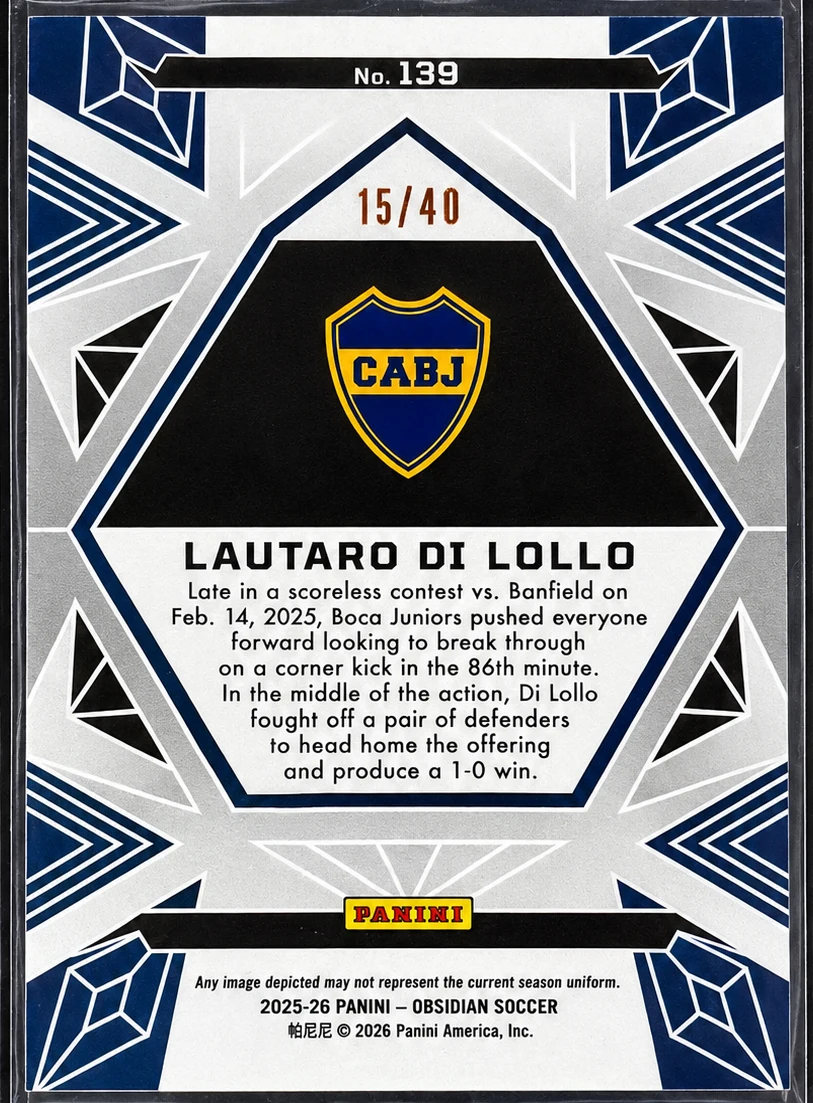 No. 139
15/40
CABJ
LAUTARO DI LOLLO
Late in a scoreless contest vs. Banfield on
Feb. 14, 2025, Boca Juniors pushed everyone
forward looking to break through
on a corner kick in the 86th minute.
In the middle of the action, Di Lollo
fought off a pair of defenders
to head home the offering
and produce a 1-0 win.
PANINI
Any image depicted may not represent the current season uniform.
2025-26 PANINI – OBSIDIAN SOCCER
帕尼尼 © 2026 Panini America, Inc.